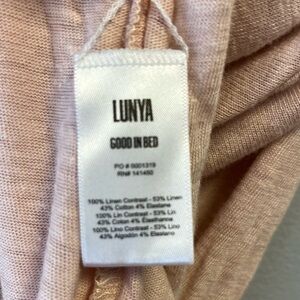 LUNYA
GOOD IN BED
PO # 0001319
RN# 141450
100% Linen Contrast - 53% Linen
43% Cotton 4% Elastane
100% Lin Contrast - 53% Lin
43% Coton 4% Élasthanne
100% Lino Contrast - 53% Lino
43% Algodón 4% Elastano